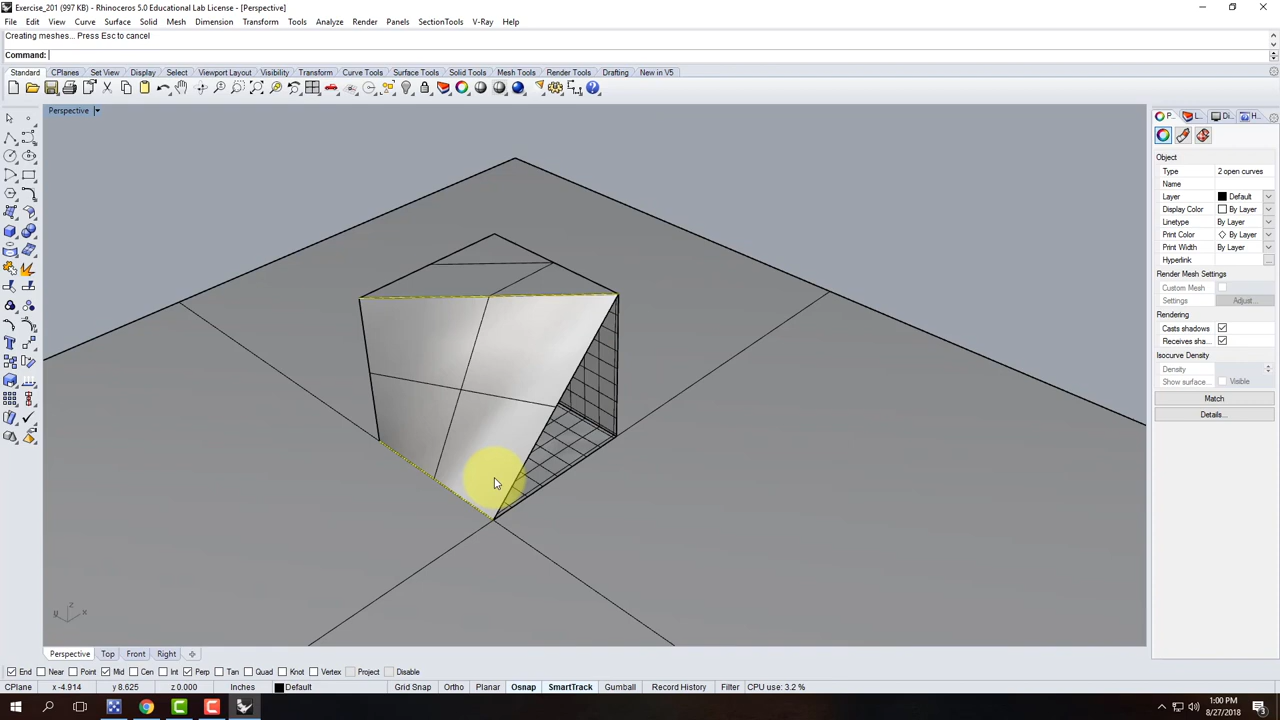 Exercise_201 (997 KB) - Rhinoceros 5.0 Educational Lab License - [Perspective]
File Edit View Curve Surface Solid Mesh Dimension Transform Tools Analyze Render Panels SectionTools V-Ray Help
Creating meshes... Press Esc to cancel
Command:
Standard CPlanes Set View Display Select Viewport Layout Visibility Transform Curve Tools Surface Tools Solid Tools Mesh Tools Render Tools Drafting New in V5
Perspective
P... L... Di... H...
Object
Type 2 open curves
Name
Layer Default
Display Color By Layer
Linetype By Layer
Print Color By Layer
Print Width By Layer
Hyperlink ...
Render Mesh Settings
Custom Mesh
Settings Adjust...
Rendering
Casts shadows
Receives sha...
Isocurve Density
Density
Show surface... Visible
Match
Details...
z
y x
Perspective Top Front Right
End Near Point Mid Cen Int Perp Tan Quad Knot Vertex Project Disable
CPlane x -4.914 y 8.625 z 0.000 Inches Default Grid Snap Ortho Planar Osnap SmartTrack Gumball Record History Filter CPU use: 3.2 %
1:00 PM
8/27/2018